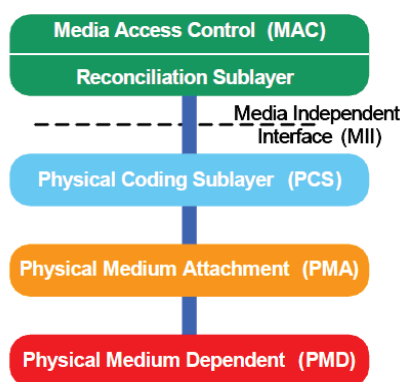 Media Access Control (MAC)
Reconciliation Sublayer
Media Independent
Interface (MII)
Physical Coding Sublayer (PCS)
Physical Medium Attachment (PMA)
Physical Medium Dependent (PMD)